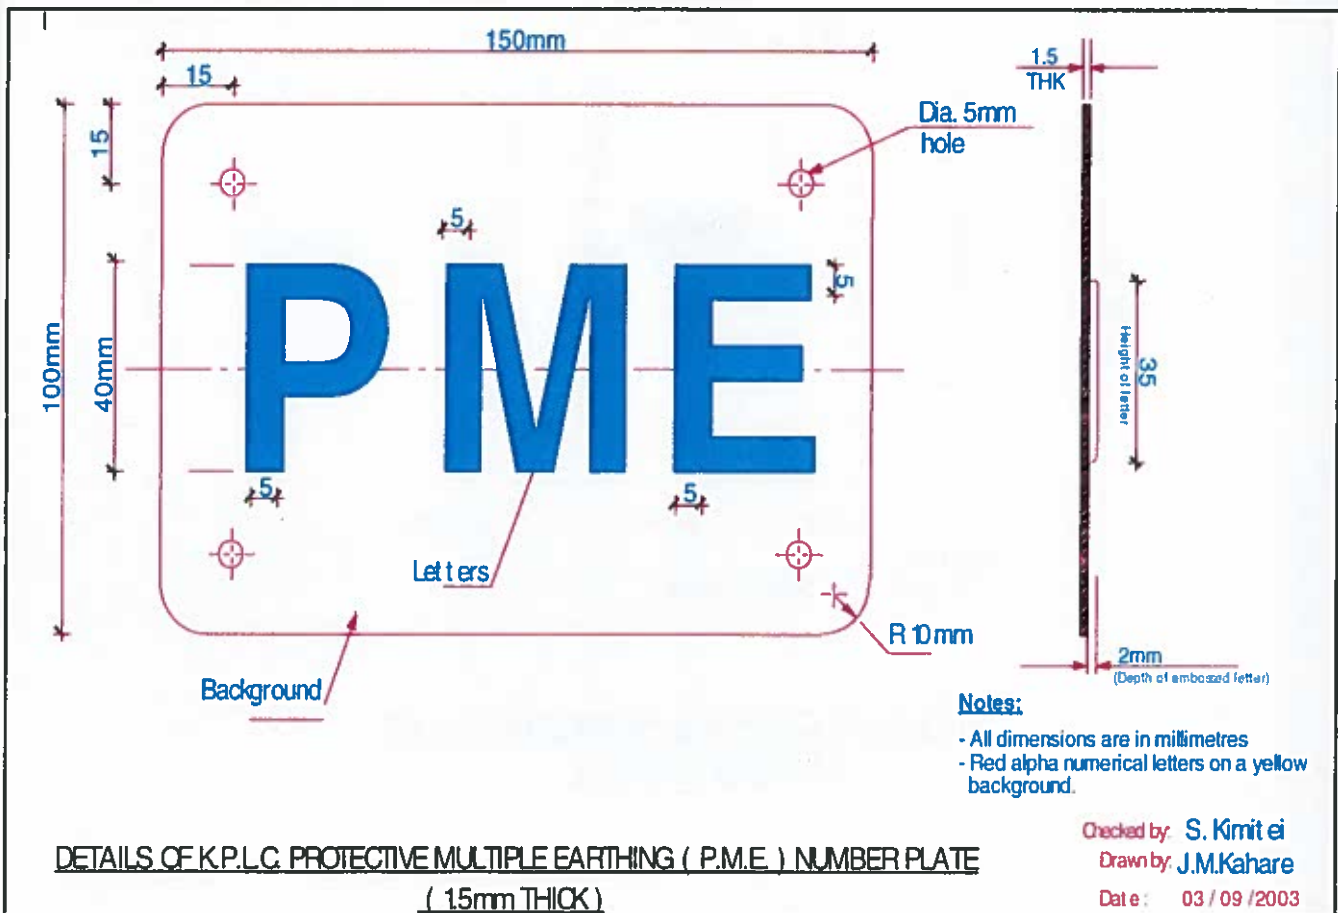 150mm
15
1.5
THK
15
Dia. 5mm
hole
5
PME
5
100mm
40mm
35
Height of letter
5
5
Letters
R 10mm
Background
2mm
(Depth of embossed letter)
Notes:
- All dimensions are in millimetres
- Red alpha numerical letters on a yellow
background.
Checked by: S. Kimitei
Drawn by: J.M.Kahare
Date: 03/09/2003
DETAILS OF K.P.L.C. PROTECTIVE MULTIPLE EARTHING ( P.M.E. ) NUMBER PLATE
( 1.5mm THICK )